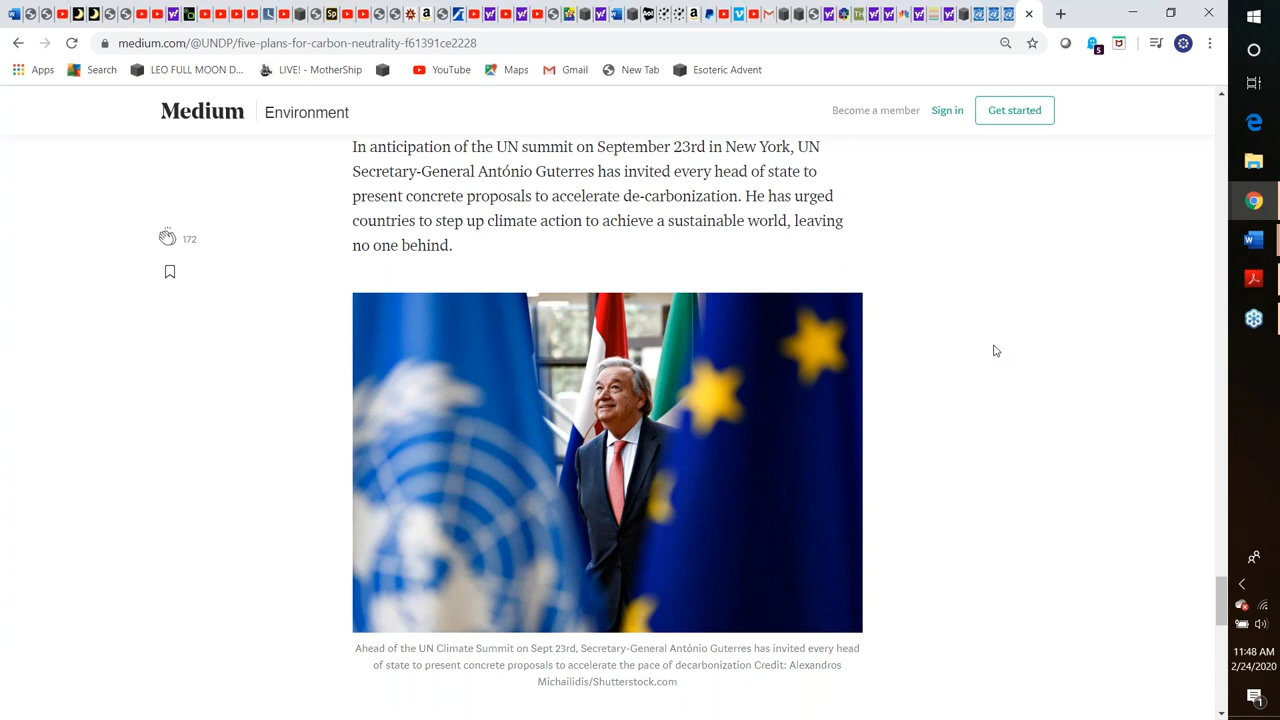 medium.com/@UNDP/five-plans-for-carbon-neutrality-f61391ce2228
5
Apps Search LEO FULL MOON D... LIVE! - MotherShip YouTube Maps Gmail New Tab Esoteric Advent
Medium Environment Become a member Sign in Get started
In anticipation of the UN summit on September 23rd in New York, UN
Secretary-General António Guterres has invited every head of state to
present concrete proposals to accelerate de-carbonization. He has urged
countries to step up climate action to achieve a sustainable world, leaving
no one behind.
172
Ahead of the UN Climate Summit on Sept 23rd, Secretary-General António Guterres has invited every head
of state to present concrete proposals to accelerate the pace of decarbonization Credit: Alexandros
Michailidis/Shutterstock.com
11:48 AM
2/24/2020
1